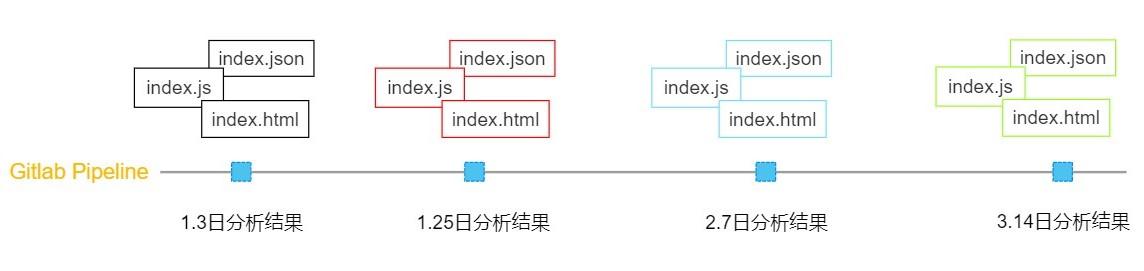 index.json
index.js
index.html
index.json
index.js
index.html
index.json
index.js
index.html
index.json
index.js
index.html
Gitlab Pipeline
1.3日分析结果
1.25日分析结果
2.7日分析结果
3.14日分析结果